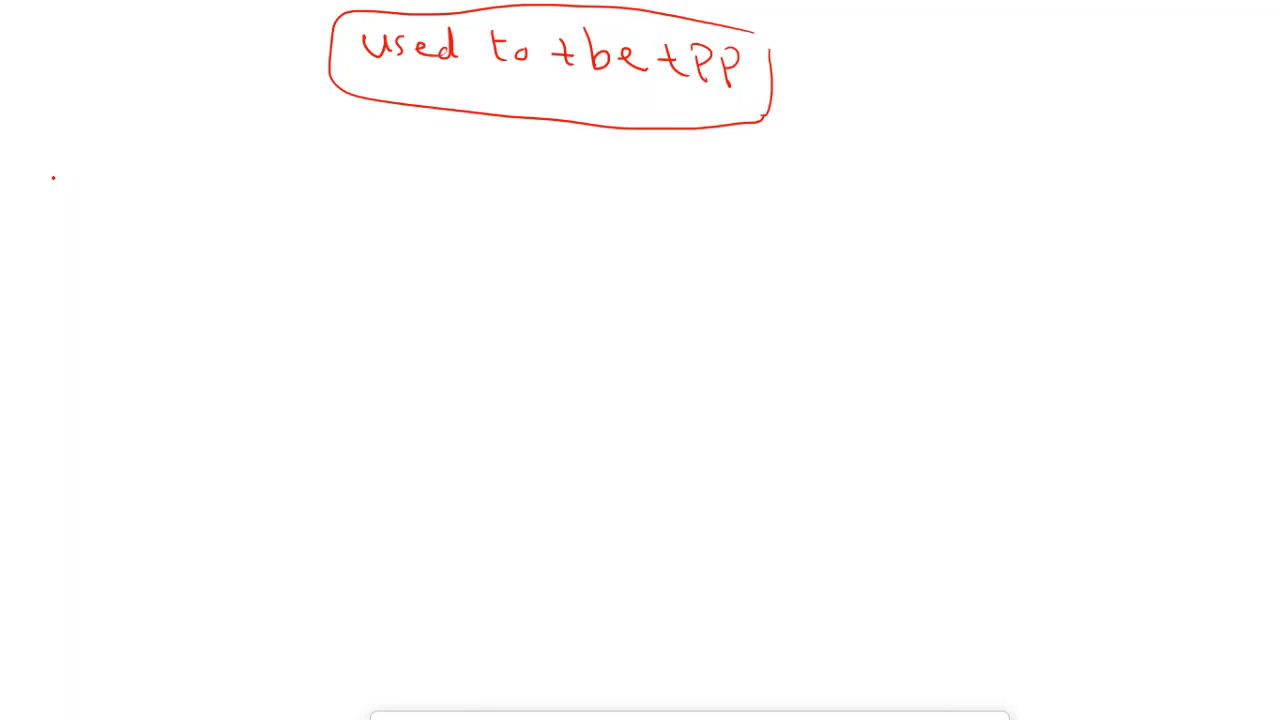 used to + be + PP